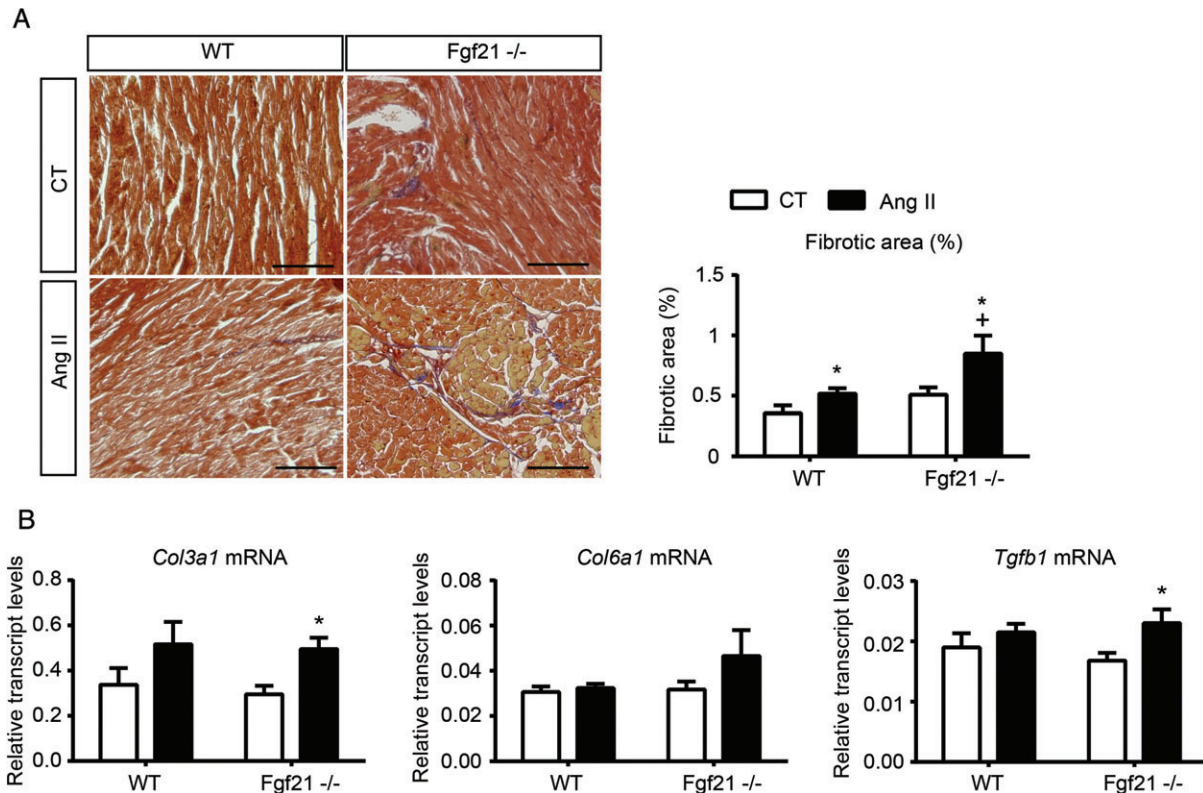 A
WT
Fgf21 -/-
CT
Ang II
CT
Ang II
Fibrotic area (%)
Fibrotic area (%)
1.5
1
0.5
0
*
*
+
WT
Fgf21 -/-
B
Col3a1 mRNA
Relative transcript levels
0.8
0.6
0.4
0.2
0.0
*
WT
Fgf21 -/-
Col6a1 mRNA
Relative transcript levels
0.08
0.06
0.04
0.02
0.00
WT
Fgf21 -/-
Tgfb1 mRNA
Relative transcript levels
0.03
0.02
0.01
0.00
*
WT
Fgf21 -/-